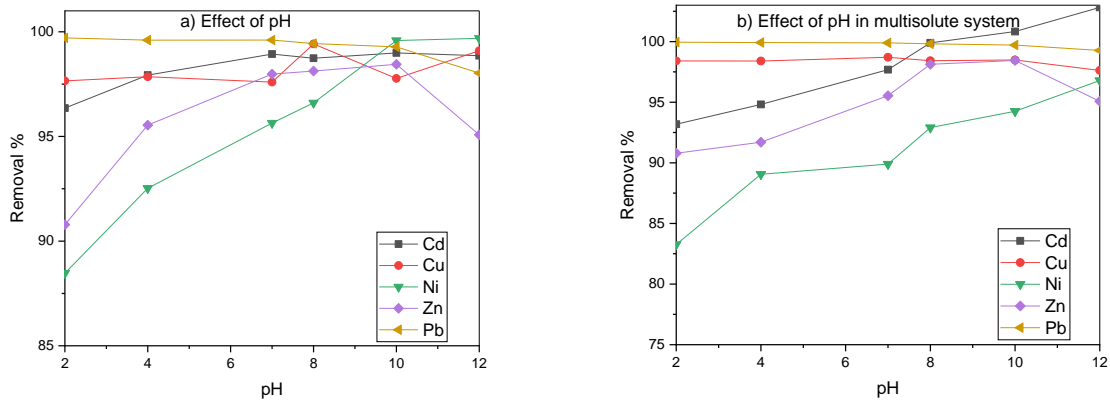 a) Effect of pH
100
95
90
85
Removal %
2
4
6
8
10
12
pH
Cd
Cu
Ni
Zn
Pb
b) Effect of pH in multisolute system
100
95
90
85
80
75
Removal %
2
4
6
8
10
12
pH
Cd
Cu
Ni
Zn
Pb